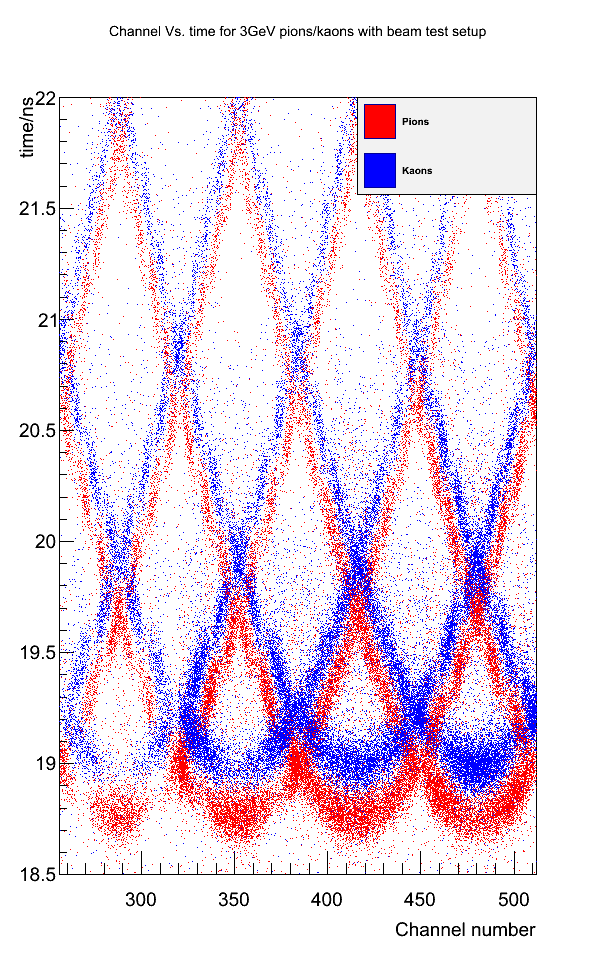 Channel Vs. time for 3GeV pions/kaons with beam test setup
time/ns
22
21.5
21
20.5
20
19.5
19
18.5
Pions
Kaons
300
350
400
450
500
Channel number